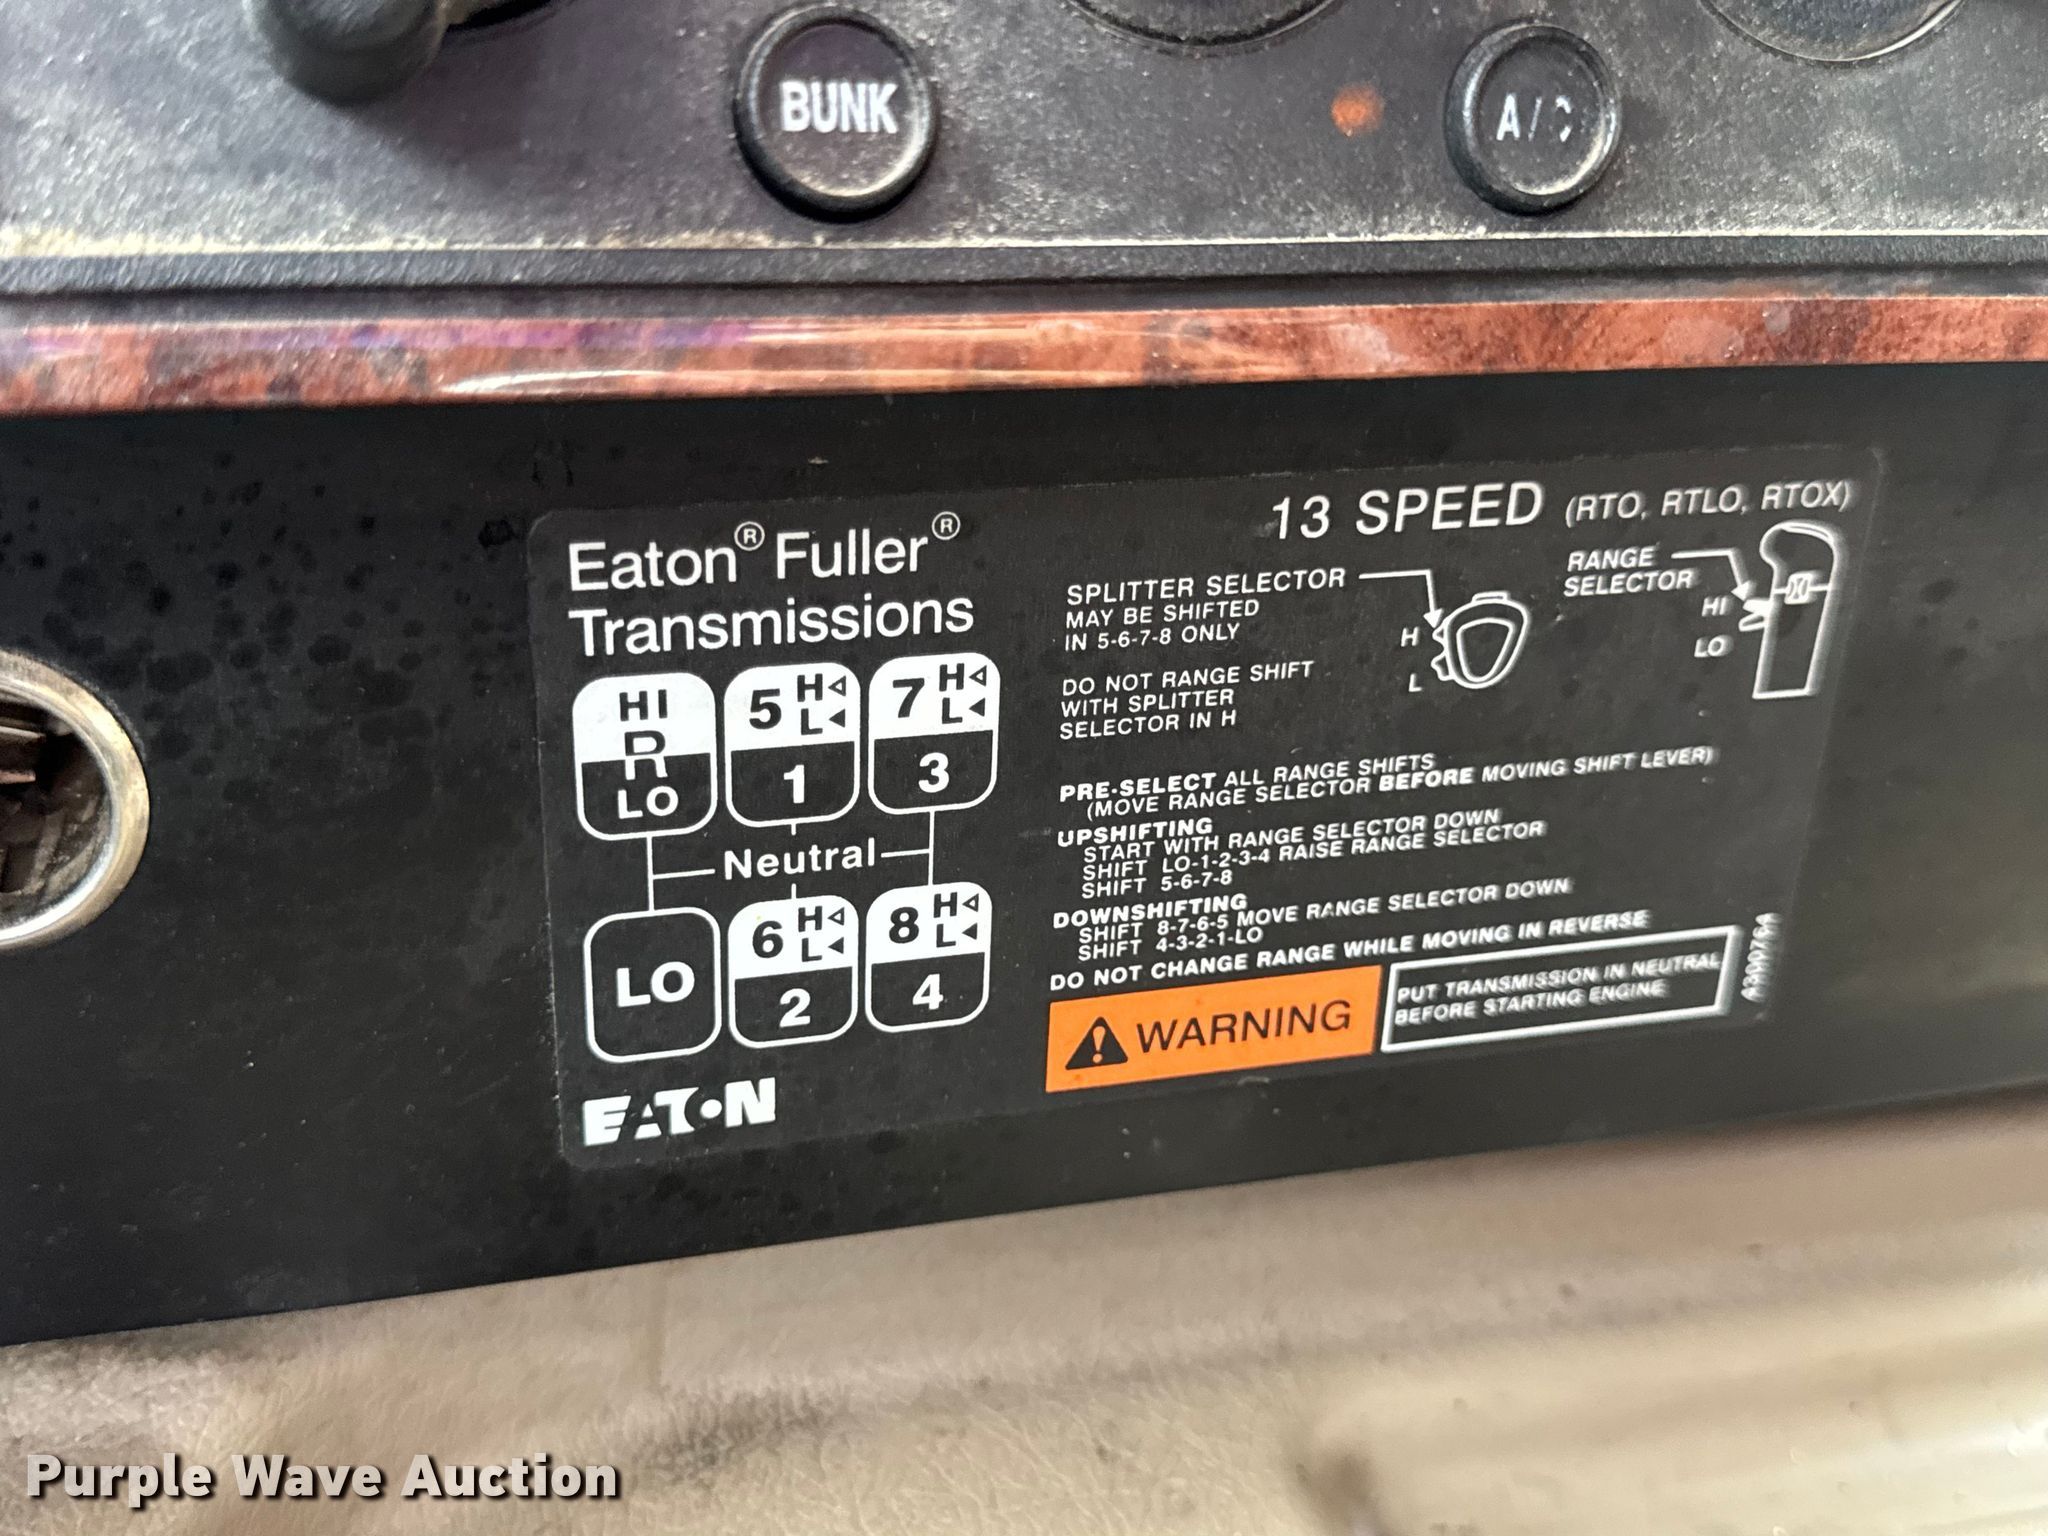 BUNK
A/C
Eaton® Fuller®
Transmissions
HI
R
LO
5 H
L
1
7 H
L
3
Neutral
LO
6 H
L
2
8 H
L
4
EATON
13 SPEED (RTO, RTLO, RTOX)
SPLITTER SELECTOR
MAY BE SHIFTED
IN 5-6-7-8 ONLY
H
L
RANGE
SELECTOR
HI
LO
DO NOT RANGE SHIFT
WITH SPLITTER
SELECTOR IN H
PRE-SELECT ALL RANGE SHIFTS
(MOVE RANGE SELECTOR BEFORE MOVING SHIFT LEVER)
UPSHIFTING
START WITH RANGE SELECTOR DOWN
SHIFT LO-1-2-3-4 RAISE RANGE SELECTOR
SHIFT 5-6-7-8
DOWNSHIFTING
SHIFT 8-7-6-5 MOVE RANGE SELECTOR DOWN
SHIFT 4-3-2-1-LO
DO NOT CHANGE RANGE WHILE MOVING IN REVERSE
WARNING
PUT TRANSMISSION IN NEUTRAL
BEFORE STARTING ENGINE
Purple Wave Auction